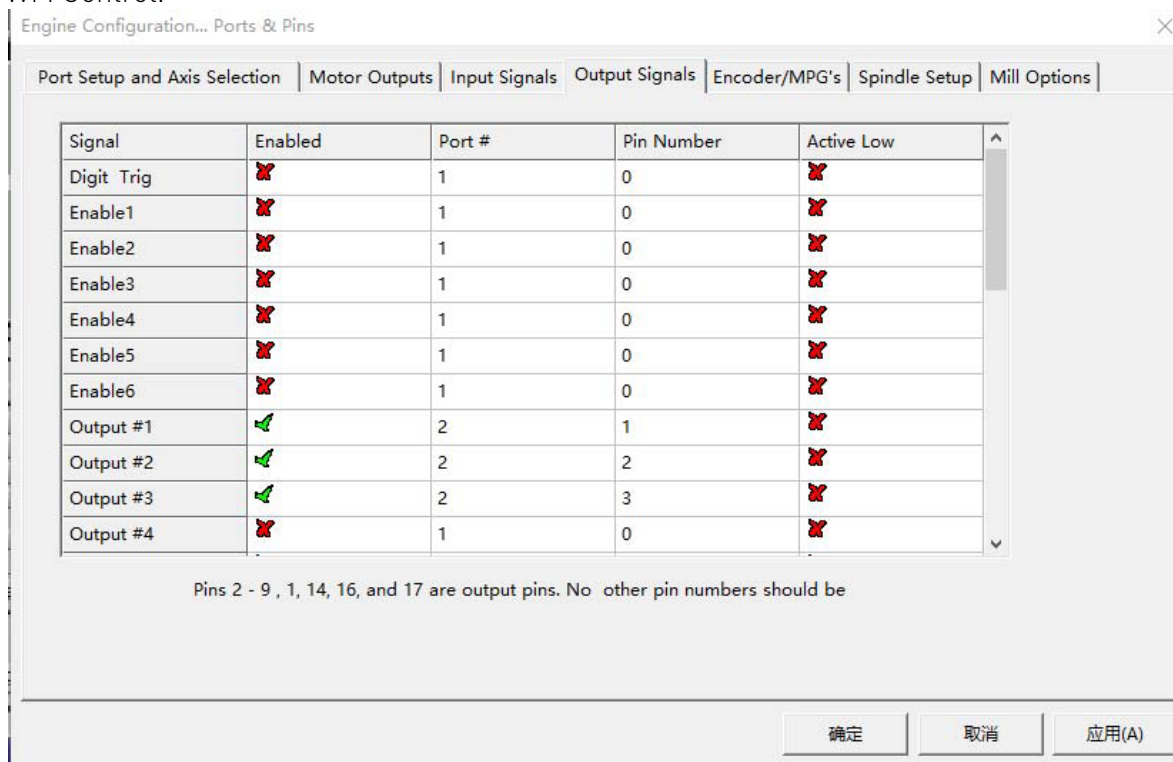 Engine Configuration... Ports & Pins
Port Setup and Axis Selection Motor Outputs Input Signals Output Signals Encoder/MPG's Spindle Setup Mill Options
Signal Enabled Port # Pin Number Active Low
Digit Trig 1 0
Enable1 1 0
Enable2 1 0
Enable3 1 0
Enable4 1 0
Enable5 1 0
Enable6 1 0
Output #1 2 1
Output #2 2 2
Output #3 2 3
Output #4 1 0
Pins 2 - 9 , 1, 14, 16, and 17 are output pins. No other pin numbers should be
确定 取消 应用(A)